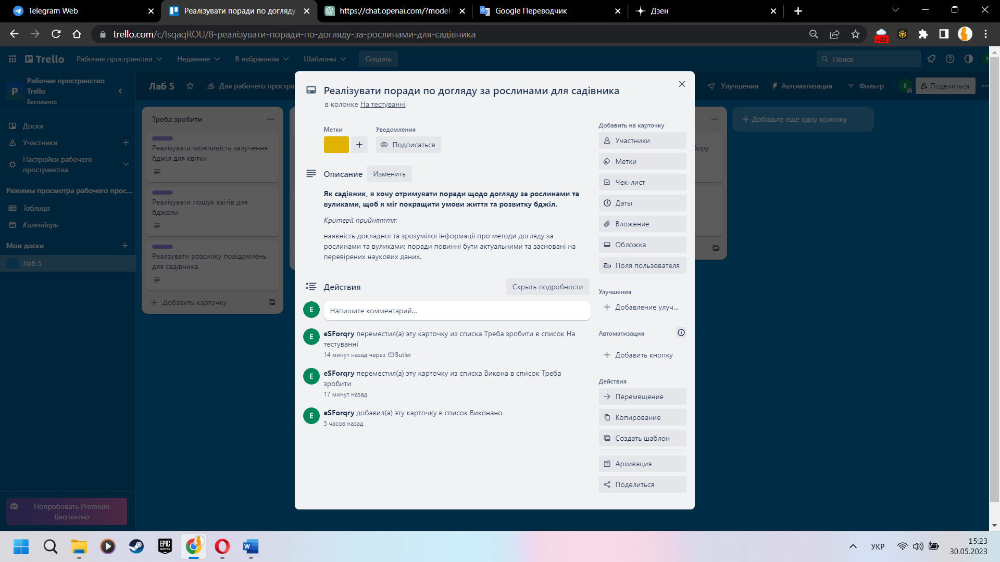 Telegram Web
Реалізувати поради по догляду
https://chat.openai.com/?model=
Google Переводчик
Дзен
trello.com/c/IsqaqROU/8-реалізувати-поради-по-догляду-за-рослинами-для-садівника
+22
Trello
Рабочие пространства
Недавние
В избранном
Шаблоны
Создать
Поиск
P
Рабочее пространство
Trello
Бесплатно
Лаб 5
Для рабочего простра
Улучшения
Автоматизация
Фильтр
E
Поделиться
Доски
Участники
Настройки рабочего
пространства
Режимы просмотра рабочего прос...
Таблица
Календарь
Мои доски
Лаб 5
Попробовать Premium
бесплатно
Треба зробити
Реалізувати можливість залучення
бджіл для квітки
Реалізувати пошук квітів для
бджоли
Реалзувати розсилку повідомлень
для садівника
Добавить карточку
бору
Добавьте еще одну колонку
Реалізувати поради по догляду за рослинами для садівника
в колонке На тестуванні
Метки
Уведомления
Подписаться
Описание
Изменить
Як садівник, я хочу отримувати поради щодо догляду за рослинами та
вуликами, щоб я міг покращити умови життя та розвитку бджіл.
Критерії прийняття:
наявність докладної та зрозумілої інформації про методи догляду за
рослинами та вуликами; поради повинні бути актуальними та засновані на
перевірених наукових даних.
Действия
Скрыть подробности
E
Напишите комментарий...
E
eSForqry переместил(а) эту карточку из списка Треба зробити в список На
тестуванні
14 минут назад через Butler
E
eSForqry переместил(а) эту карточку из списка Викона в список Треба
зробити
17 минут назад
E
eSForqry добавил(а) эту карточку в список Виконано
5 часов назад
Добавить на карточку
Участники
Метки
Чек-лист
Даты
Вложение
Обложка
Поля пользователя
Улучшения
Добавление улуч...
Автоматизация
Добавить кнопку
Действия
Перемещение
Копирование
Создать шаблон
Архивация
Поделиться
EPIC
GAMES
W
УКР
15:23
30.05.2023